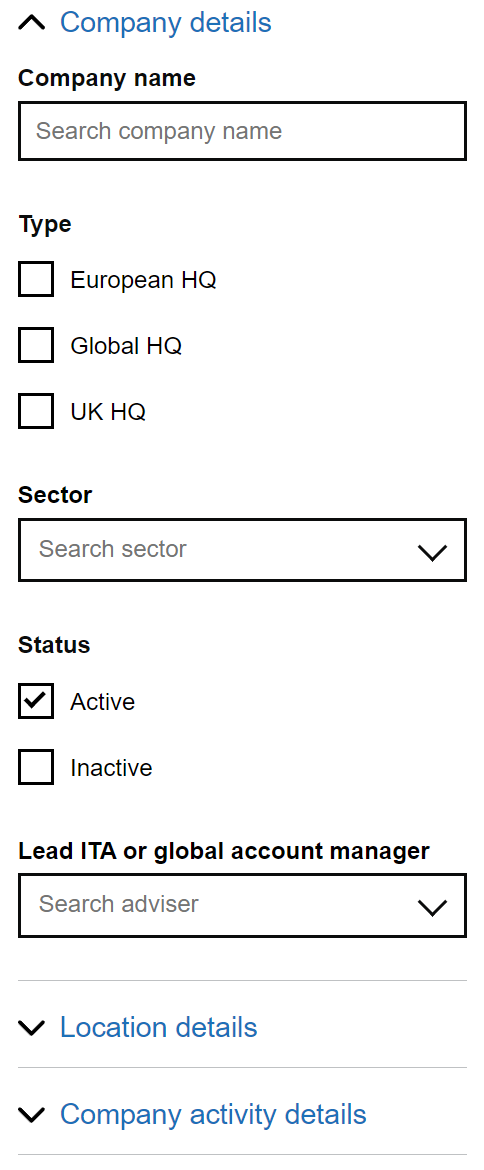 Company details
Company name
Search company name
Type
European HQ
Global HQ
UK HQ
Sector
Search sector
Status
Active
Inactive
Lead ITA or global account manager
Search adviser
Location details
Company activity details